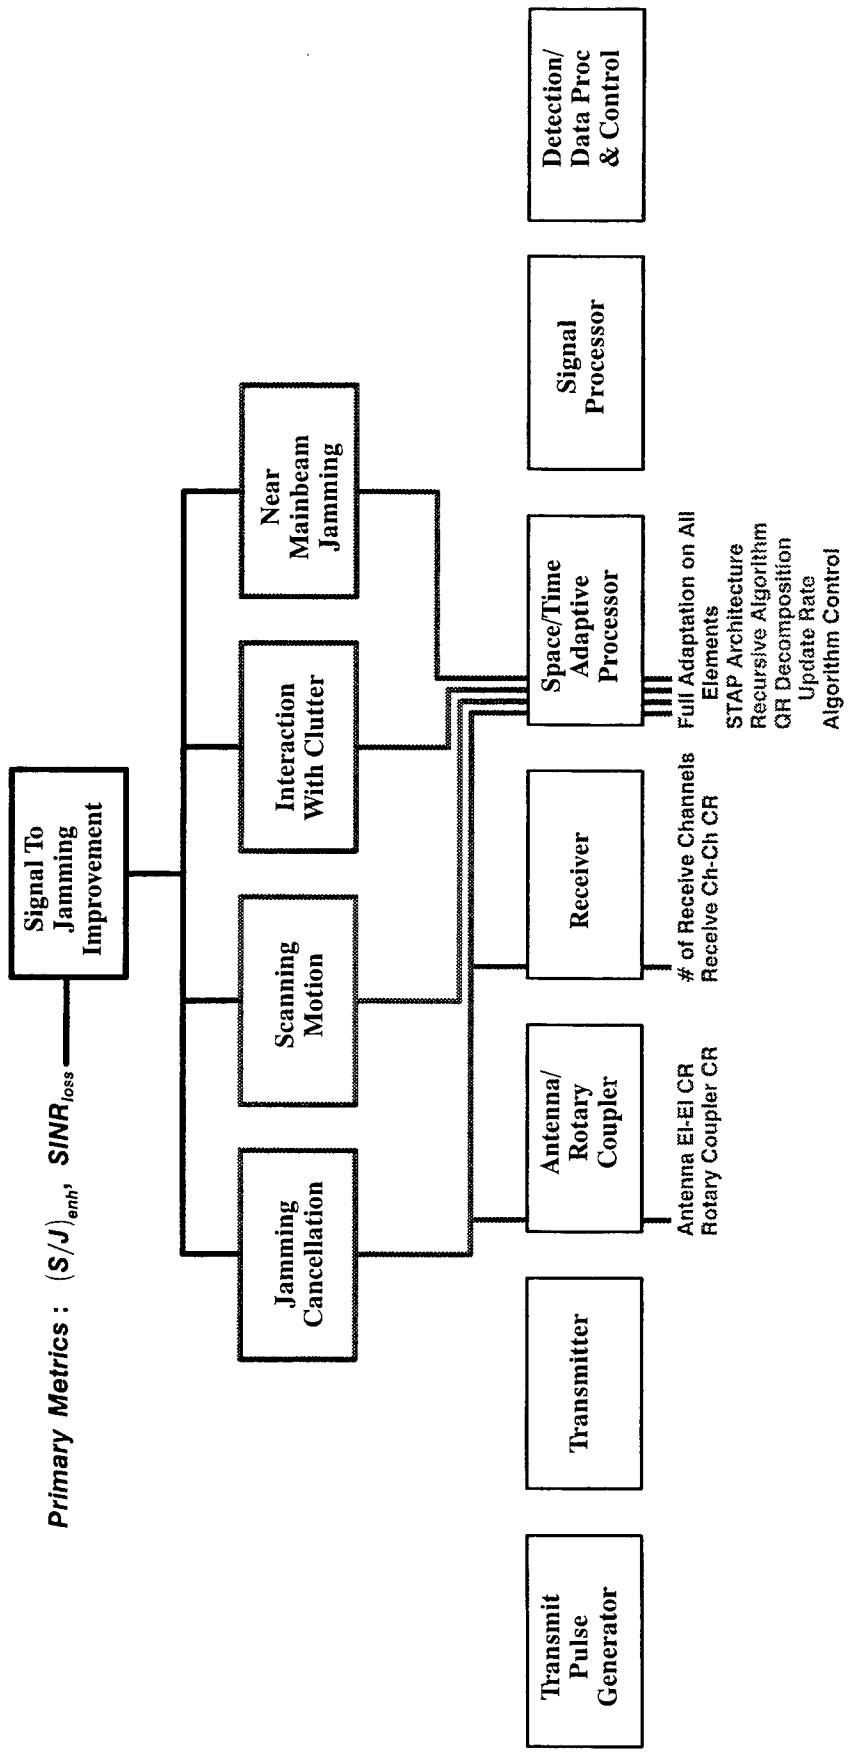 Primary Metrics : (S/J)enh, SINRloss
Signal To
Jamming
Improvement
Jamming
Cancellation
Scanning
Motion
Interaction
With Clutter
Near
Mainbeam
Jamming
Transmit
Pulse
Generator
Transmitter
Antenna/
Rotary
Coupler
Receiver
Space/Time
Adaptive
Processor
Signal
Processor
Detection/
Data Proc
& Control
Antenna El-El CR
Rotary Coupler CR
# of Receive Channels
Receive Ch-Ch CR
Full Adaptation on All
Elements
STAP Architecture
Recursive Algorithm
QR Decomposition
Update Rate
Algorithm Control